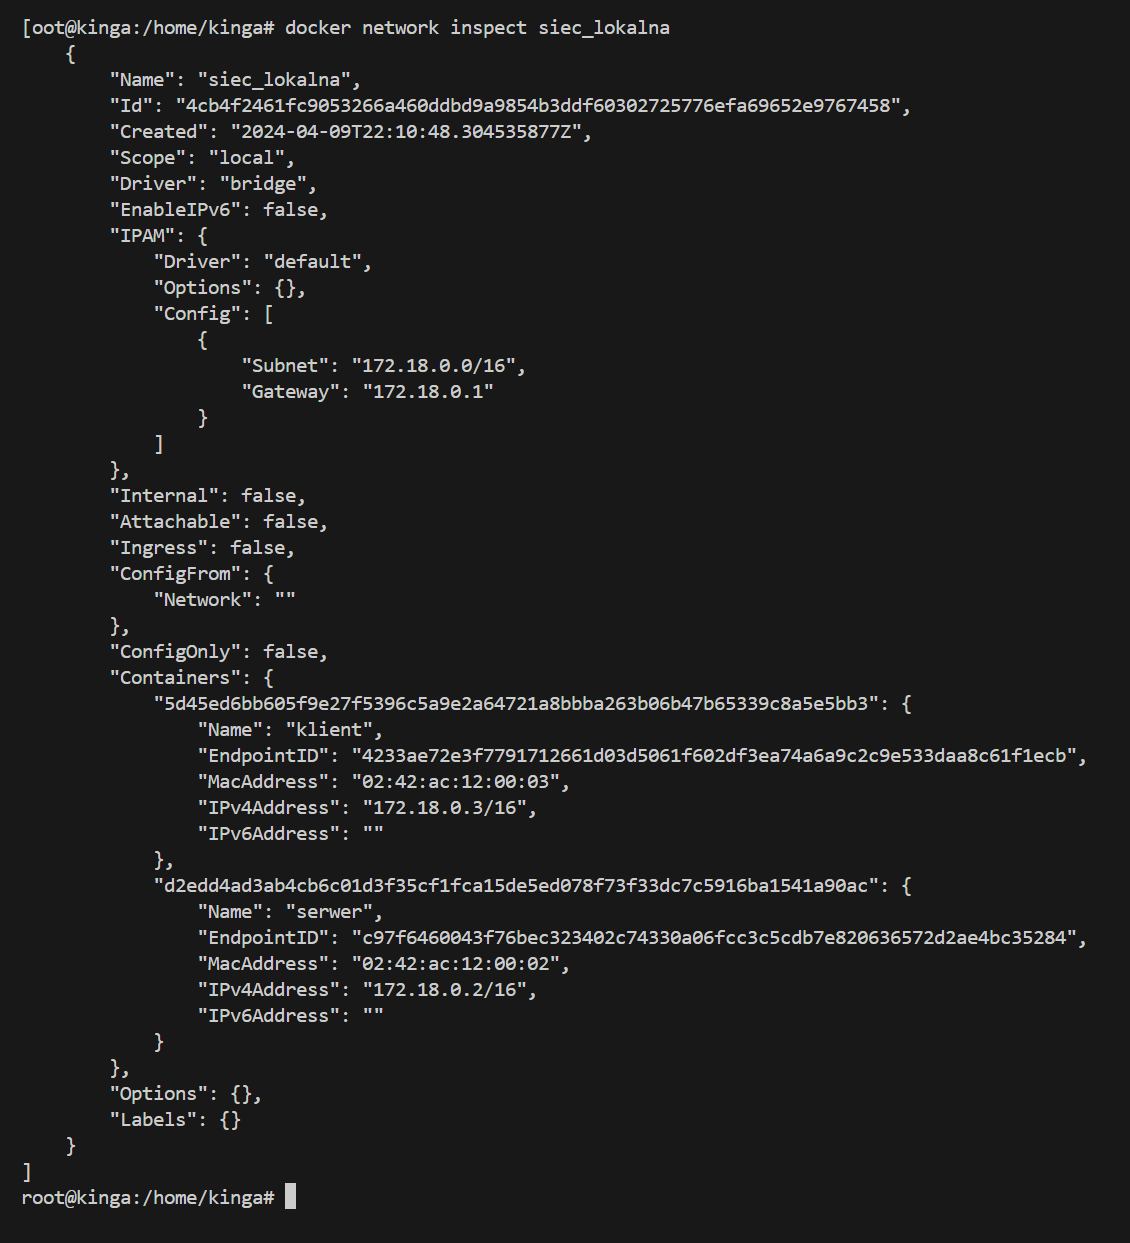 [oot@kinga:/home/kinga# docker network inspect siec_lokalna
    {
        "Name": "siec_lokalna",
        "Id": "4cb4f2461fc9053266a460ddbd9a9854b3ddf60302725776efa69652e9767458",
        "Created": "2024-04-09T22:10:48.304535877Z",
        "Scope": "local",
        "Driver": "bridge",
        "EnableIPv6": false,
        "IPAM": {
            "Driver": "default",
            "Options": {},
            "Config": [
                {
                    "Subnet": "172.18.0.0/16",
                    "Gateway": "172.18.0.1"
                }
            ]
        },
        "Internal": false,
        "Attachable": false,
        "Ingress": false,
        "ConfigFrom": {
            "Network": ""
        },
        "ConfigOnly": false,
        "Containers": {
            "5d45ed6bb605f9e27f5396c5a9e2a64721a8bbba263b06b47b65339c8a5e5bb3": {
                "Name": "klient",
                "EndpointID": "4233ae72e3f7791712661d03d5061f602df3ea74a6a9c2c9e533daa8c61f1ecb",
                "MacAddress": "02:42:ac:12:00:03",
                "IPv4Address": "172.18.0.3/16",
                "IPv6Address": ""
            },
            "d2edd4ad3ab4cb6c01d3f35cf1fca15de5ed078f73f33dc7c5916ba1541a90ac": {
                "Name": "serwer",
                "EndpointID": "c97f6460043f76bec323402c74330a06fcc3c5cdb7e820636572d2ae4bc35284",
                "MacAddress": "02:42:ac:12:00:02",
                "IPv4Address": "172.18.0.2/16",
                "IPv6Address": ""
            }
        },
        "Options": {},
        "Labels": {}
    }
]
root@kinga:/home/kinga#